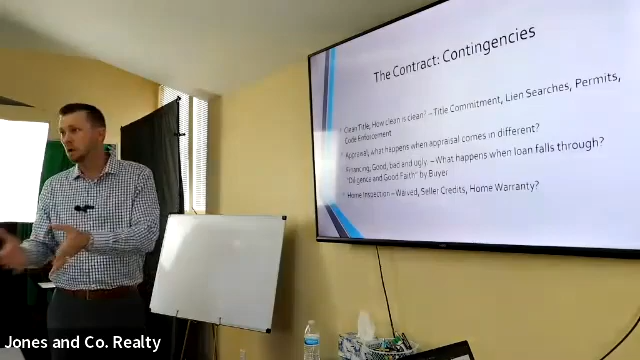 The Contract: Contingencies
Clean Title, How clean is clean? – Title Commitment, Lien Searches, Permits,
Code Enforcement
Appraisal, what happens when appraisal comes in different?
Financing, Good, bad and ugly. – What happens when loan falls through?
"Diligence and Good Faith" by Buyer
Home Inspection – Waived, Seller Credits, Home Warranty?
Jones and Co. Realty